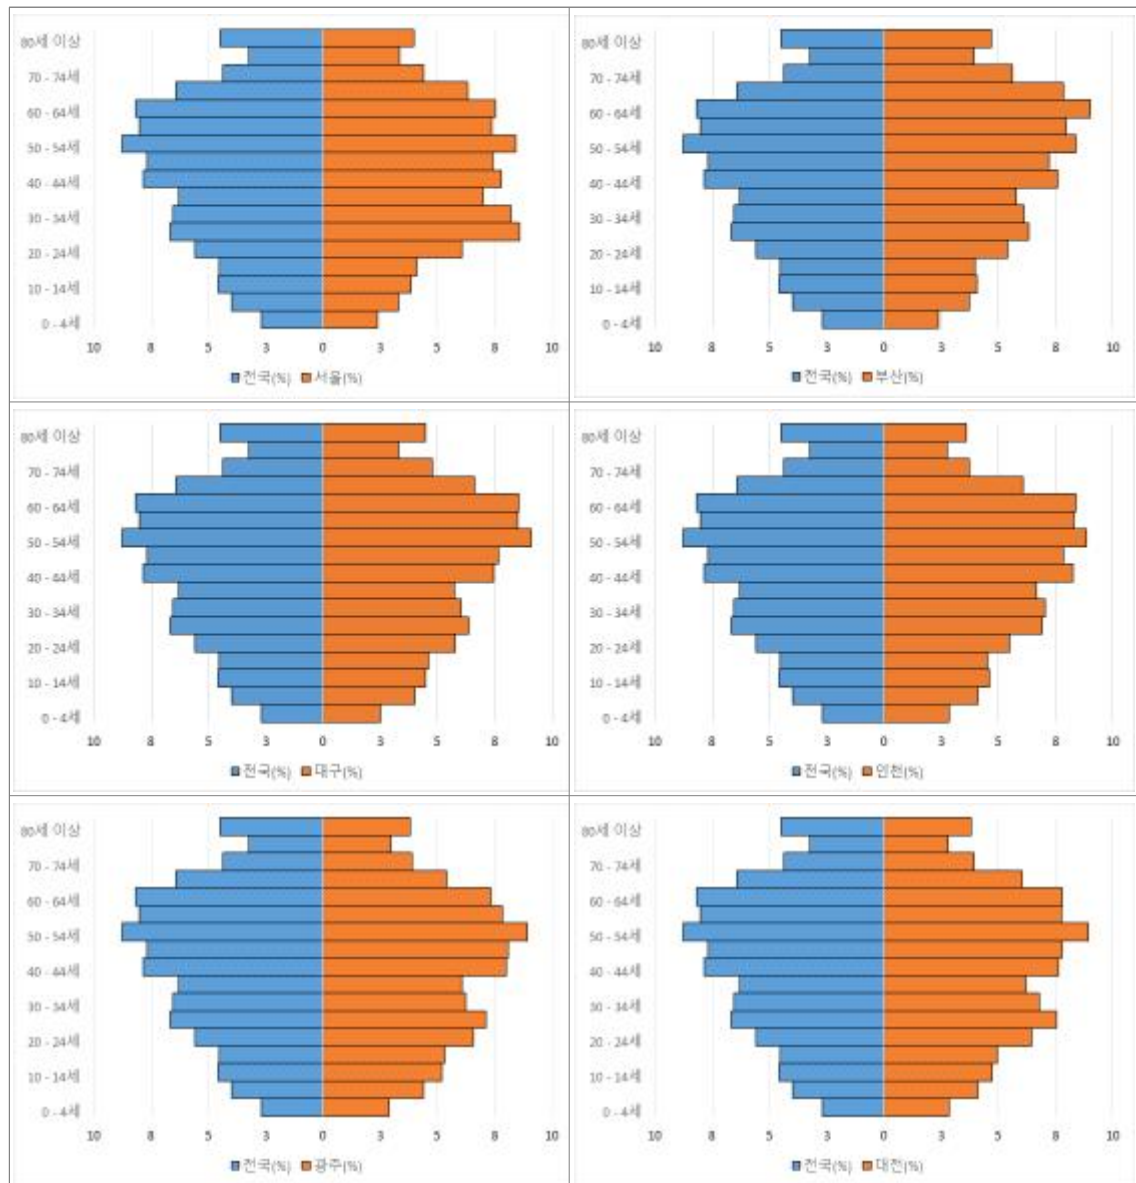 80세 이상
70 - 74세
60 - 64세
50 - 54세
40 - 44세
30 - 34세
20 - 24세
10 - 14세
0 - 4세
10 8 5 3 0 3 5 8 10
전국(%) 서울(%)
80세 이상
70 - 74세
60 - 64세
50 - 54세
40 - 44세
30 - 34세
20 - 24세
10 - 14세
0 - 4세
10 8 5 3 0 3 5 8 10
전국(%) 부산(%)
80세 이상
70 - 74세
60 - 64세
50 - 54세
40 - 44세
30 - 34세
20 - 24세
10 - 14세
0 - 4세
10 8 5 3 0 3 5 8 10
전국(%) 대구(%)
80세 이상
70 - 74세
60 - 64세
50 - 54세
40 - 44세
30 - 34세
20 - 24세
10 - 14세
0 - 4세
10 8 5 3 0 3 5 8 10
전국(%) 인천(%)
80세 이상
70 - 74세
60 - 64세
50 - 54세
40 - 44세
30 - 34세
20 - 24세
10 - 14세
0 - 4세
10 8 5 3 0 3 5 8 10
전국(%) 광주(%)
80세 이상
70 - 74세
60 - 64세
50 - 54세
40 - 44세
30 - 34세
20 - 24세
10 - 14세
0 - 4세
10 8 5 3 0 3 5 8 10
전국(%) 대전(%)